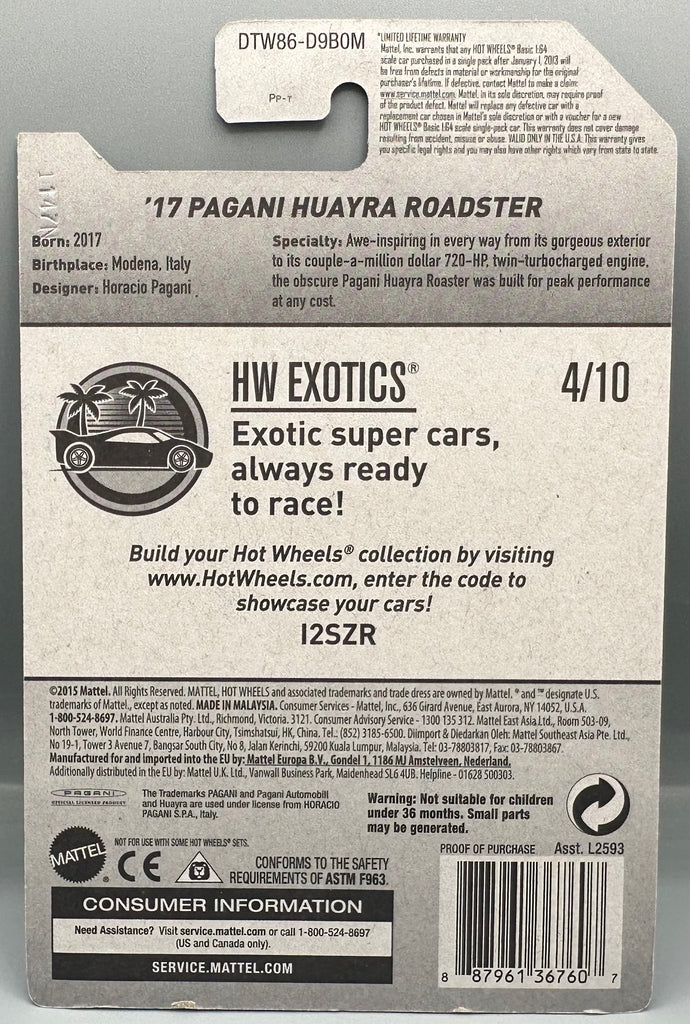 DTW86-D9B0M
PP-Y
*LIMITED LIFETIME WARRANTY
Mattel, Inc. warrants that any HOT WHEELS® Basic 1:64
scale car purchased in a single pack after January 1, 2013 will
be free from defects in material or workmanship for the original
purchaser's lifetime. If defective, contact Mattel to make a claim:
www.service.mattel.com. Mattel, in its sole discretion, may require proof
of the product defect. Mattel will replace any defective car with a
replacement car chosen in Mattel's sole discretion or with a voucher for a new
HOT WHEELS® Basic 1:64 scale single-pack car. This warranty does not cover damage
resulting from accident, misuse or abuse. VALID ONLY IN THE U.S.A. This warranty gives
you specific legal rights and you may also have other rights which vary from state to state.
'17 PAGANI HUAYRA ROADSTER
Born: 2017
Birthplace: Modena, Italy
Designer: Horacio Pagani
Specialty: Awe-inspiring in every way from its gorgeous exterior
to its couple-a-million dollar 720-HP, twin-turbocharged engine,
the obscure Pagani Huayra Roaster was built for peak performance
at any cost.
HW EXOTICS®
4/10
Exotic super cars,
always ready
to race!
Build your Hot Wheels® collection by visiting
www.HotWheels.com, enter the code to
showcase your cars!
I2SZR
©2015 Mattel. All Rights Reserved. MATTEL, HOT WHEELS and associated trademarks and trade dress are owned by Mattel. ® and ™ designate U.S.
trademarks of Mattel., except as noted. MADE IN MALAYSIA. Consumer Services - Mattel, Inc., 636 Girard Avenue, East Aurora, NY 14052, U.S.A.
1-800-524-8697. Mattel Australia Pty. Ltd., Richmond, Victoria. 3121. Consumer Advisory Service - 1300 135 312. Mattel East Asia.Ltd., Room 503-09,
North Tower, World Finance Centre, Harbour City, Tsimshatsui, HK, China. Tel.: (852) 3185-6500. Diimport & Diedarkan Oleh: Mattel Southeast Asia Pte. Ltd.,
No 19-1, Tower 3 Avenue 7, Bangsar South City, No 8, Jalan Kerinchi, 59200 Kuala Lumpur, Malaysia. Tel: 03-78803817, Fax: 03-78803867.
Manufactured for and imported into the EU by: Mattel Europa B.V., Gondel 1, 1186 MJ Amstelveen, Nederland.
Additionally distributed in the EU by: Mattel U.K. Ltd., Vanwall Business Park, Maidenhead SL6 4UB. Helpline - 01628 500303.
PAGANI
OFFICIAL LICENSED PRODUCT
The Trademarks PAGANI and Pagani Automobili
and Huayra are used under license from HORACIO
PAGANI S.P.A., Italy.
Warning: Not suitable for children
under 36 months. Small parts
may be generated.
MATTEL®
NOT FOR USE WITH SOME HOT WHEELS® SETS.
CE
CONFORMS TO THE SAFETY
REQUIREMENTS OF ASTM F963.
PROOF OF PURCHASE
Asst. L2593
CONSUMER INFORMATION
Need Assistance? Visit service.mattel.com or call 1-800-524-8697
(US and Canada only).
SERVICE.MATTEL.COM
8 87961 36760 7